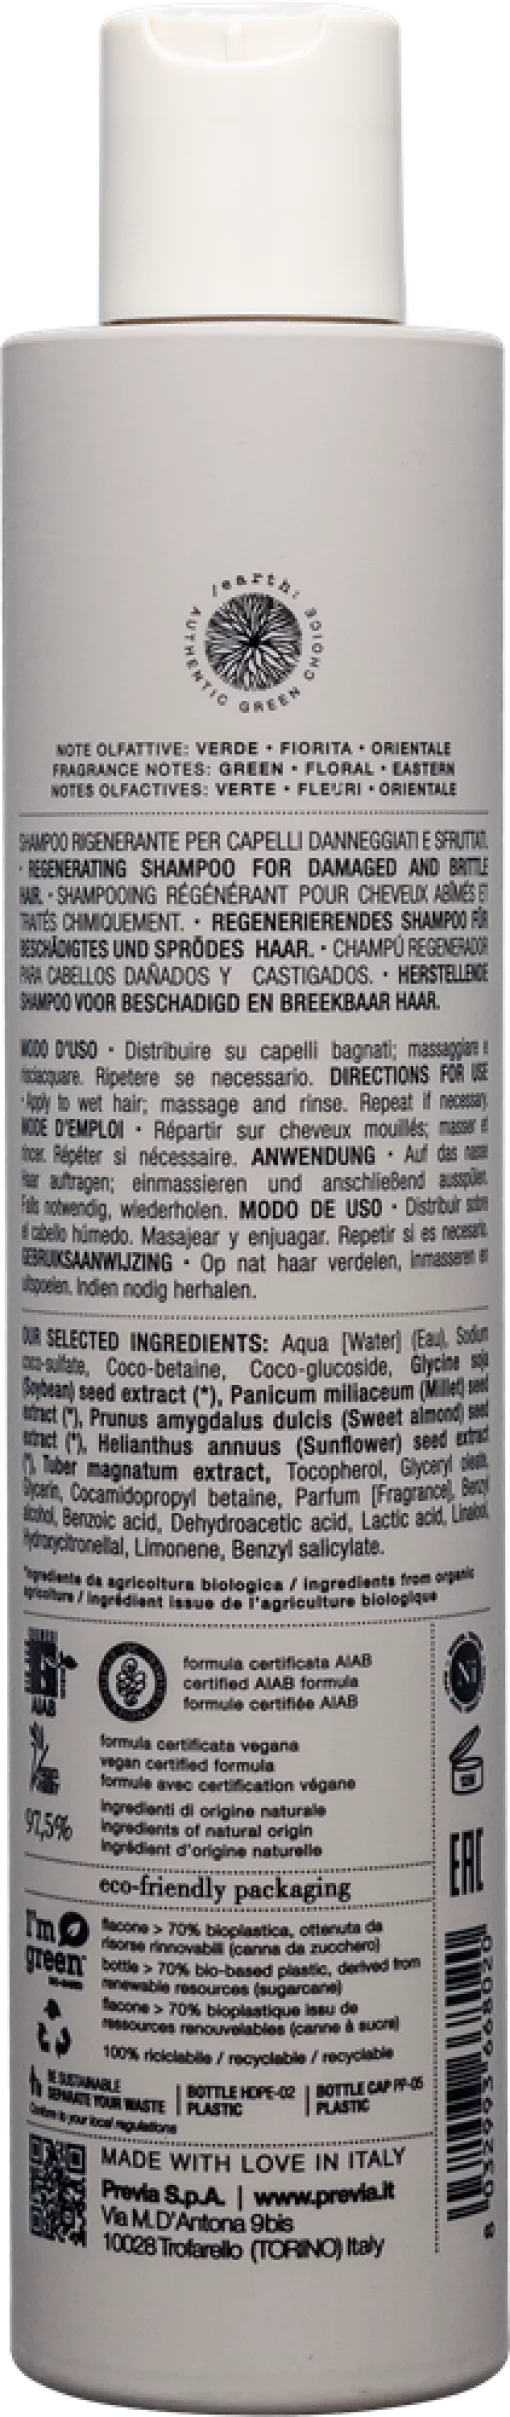 /earth:
AUTHENTIC GREEN CHOICE
NOTE OLFATTIVE: VERDE • FIORITA • ORIENTALE
FRAGRANCE NOTES: GREEN • FLORAL • EASTERN
NOTES OLFACTIVES: VERTE • FLEURI • ORIENTALE
SHAMPOO RIGENERANTE PER CAPELLI DANNEGGIATI E SFRUTTATI.
• REGENERATING SHAMPOO FOR DAMAGED AND BRITTLE
HAIR. • SHAMPOOING RÉGÉNÉRANT POUR CHEVEUX ABÎMÉS ET
TRAITÉS CHIMIQUEMENT. • REGENERIERENDES SHAMPOO FÜR
BESCHÄDIGTES UND SPRÖDES HAAR. • CHAMPÚ REGENERADOR
PARA CABELLOS DAÑADOS Y CASTIGADOS. • HERSTELLENDE
SHAMPOO VOOR BESCHADIGD EN BREEKBAAR HAAR.
MODO D'USO • Distribuire su capelli bagnati; massaggiare e
risciacquare. Ripetere se necessario. DIRECTIONS FOR USE
• Apply to wet hair; massage and rinse. Repeat if necessary.
MODE D'EMPLOI • Répartir sur cheveux mouillés; masser et
rincer. Répéter si nécessaire. ANWENDUNG • Auf das nasse
Haar auftragen; einmassieren und anschließend ausspülen.
Falls notwendig, wiederholen. MODO DE USO • Distribuir sobre
el cabello húmedo. Masajear y enjuagar. Repetir si es necesario.
GEBRUIKSAANWIJZING • Op nat haar verdelen, inmasseren en
uitspoelen. Indien nodig herhalen.
OUR SELECTED INGREDIENTS: Aqua [Water] (Eau), Sodium
coco-sulfate, Coco-betaine, Coco-glucoside, Glycine soja
(Soybean) seed extract (*), Panicum miliaceum (Millet) seed
extract (*), Prunus amygdalus dulcis (Sweet almond) seed
extract (*), Helianthus annuus (Sunflower) seed extract
(*), Tuber magnatum extract, Tocopherol, Glyceryl oleate,
Glycerin, Cocamidopropyl betaine, Parfum [Fragrance], Benzyl
alcohol, Benzoic acid, Dehydroacetic acid, Lactic acid, Linalool,
Hydroxycitronellal, Limonene, Benzyl salicylate.
*ingredienti da agricoltura biologica / ingredients from organic
agriculture / ingrédient issue de l'agriculture biologique
AIAB
formula certificata AIAB
certified AIAB formula
formule certifiée AIAB
Ni
formula certificata vegana
vegan certified formula
formule avec certification végane
12M
97,5%
ingredienti di origine naturale
ingredients of natural origin
ingrédient d'origine naturelle
EAC
eco-friendly packaging
I'm
green
flacone > 70% bioplastica, ottenuta da
risorse rinnovabili (canna da zucchero)
bottle > 70% bio-based plastic, derived from
renewable resources (sugarcane)
flacone > 70% bioplastique issu de
ressources renouvelables (canne à sucre)
100% riciclabile / recyclable / recyclable
BE SUSTAINABLE
SEPARATE YOUR WASTE
Conform to your local regulations
BOTTLE HDPE-02
PLASTIC
BOTTLE CAP PP-05
PLASTIC
8 032993 668020
MADE WITH LOVE IN ITALY
Previa S.p.A. | www.previa.it
Via M.D'Antona 9bis
10028 Trofarello (TORINO) Italy